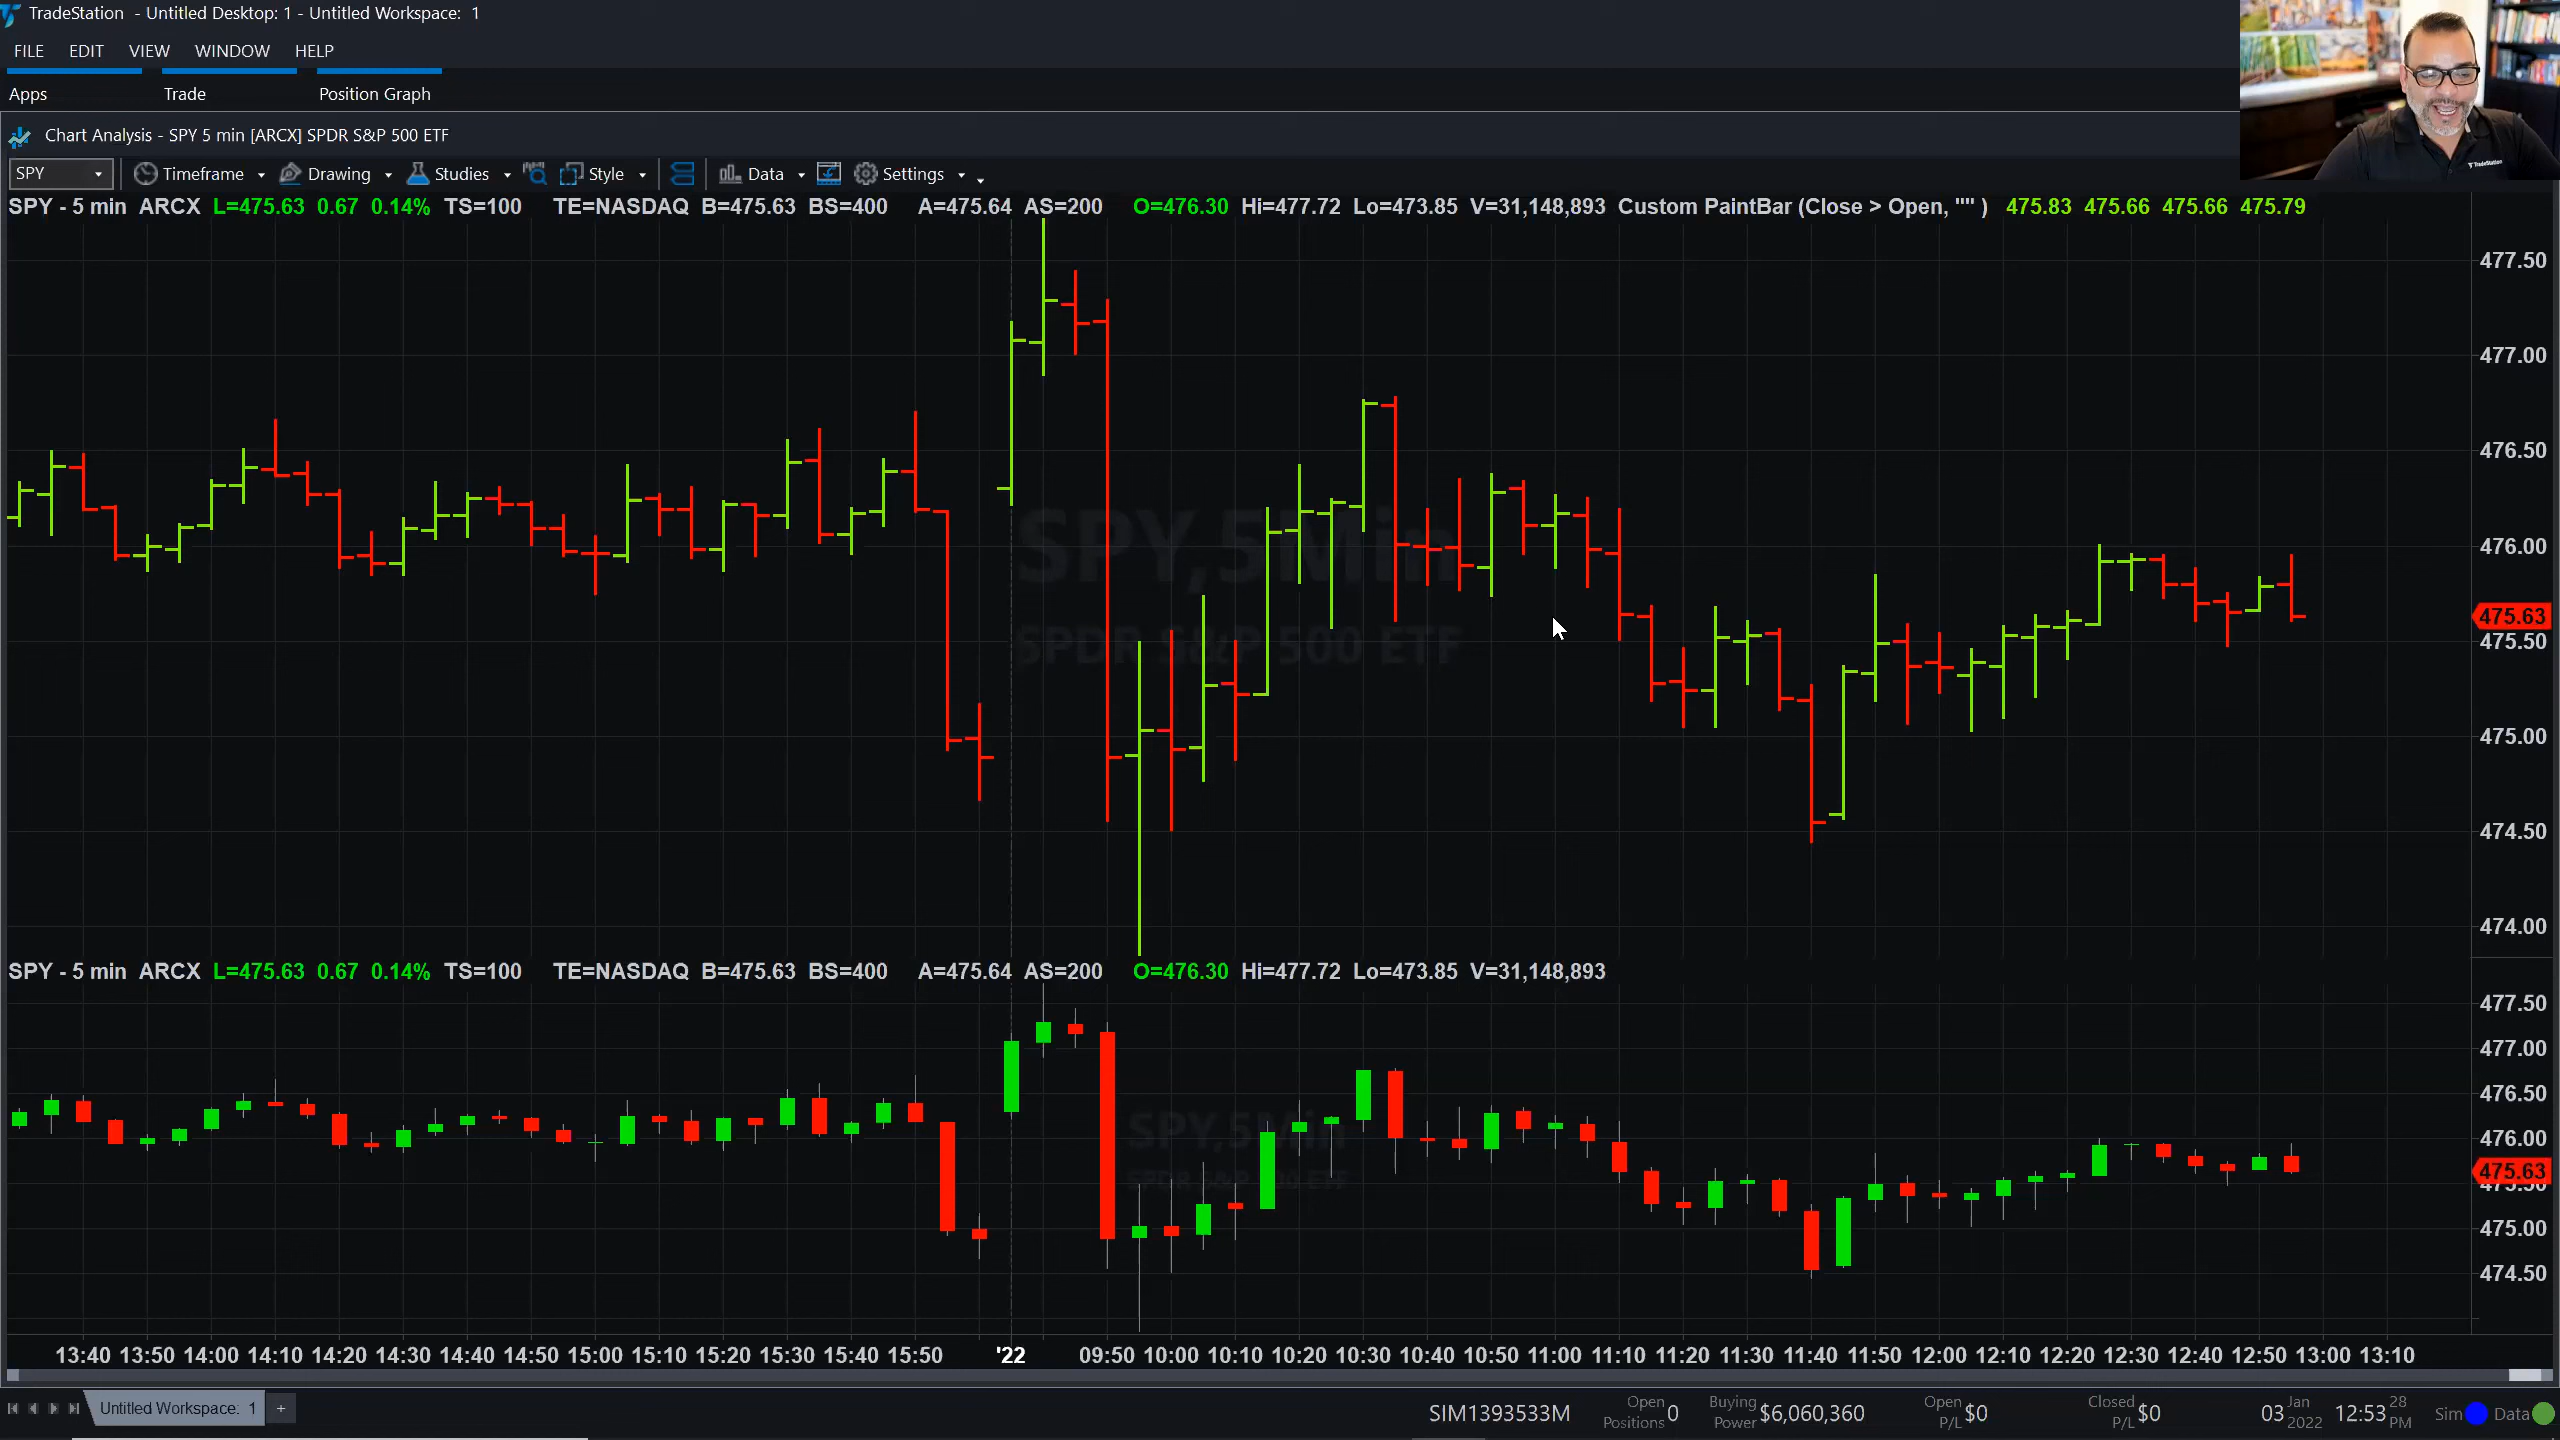 TradeStation - Untitled Desktop: 1 - Untitled Workspace: 1
FILE EDIT VIEW WINDOW HELP
Apps Trade Position Graph
Chart Analysis - SPY 5 min [ARCX] SPDR S&P 500 ETF
SPY Timeframe Drawing Studies Style Data Settings
TradeStation
SPY - 5 min ARCX L=475.63 0.67 0.14% TS=100 TE=NASDAQ B=475.63 BS=400 A=475.64 AS=200 O=476.30 Hi=477.72 Lo=473.85 V=31,148,893 Custom PaintBar (Close > Open, "" ) 475.83 475.66 475.66 475.79
477.50
477.00
476.50
SPY,5Min
476.00
475.63
SPDR S&P 500 ETF
475.50
475.00
474.50
474.00
SPY - 5 min ARCX L=475.63 0.67 0.14% TS=100 TE=NASDAQ B=475.63 BS=400 A=475.64 AS=200 O=476.30 Hi=477.72 Lo=473.85 V=31,148,893
477.50
477.00
476.50
SPY,5Min
476.00
475.63
SPDR S&P 500 ETF
475.50
475.00
474.50
13:40 13:50 14:00 14:10 14:20 14:30 14:40 14:50 15:00 15:10 15:20 15:30 15:40 15:50 '22 09:50 10:00 10:10 10:20 10:30 10:40 10:50 11:00 11:10 11:20 11:30 11:40 11:50 12:00 12:10 12:20 12:30 12:40 12:50 13:00 13:10
Untitled Workspace: 1 +
SIM1393533M Open Positions 0 Buying Power $6,060,360 Open P/L $0 Closed P/L $0 03 Jan 2022 12:53 28 PM Sim Data